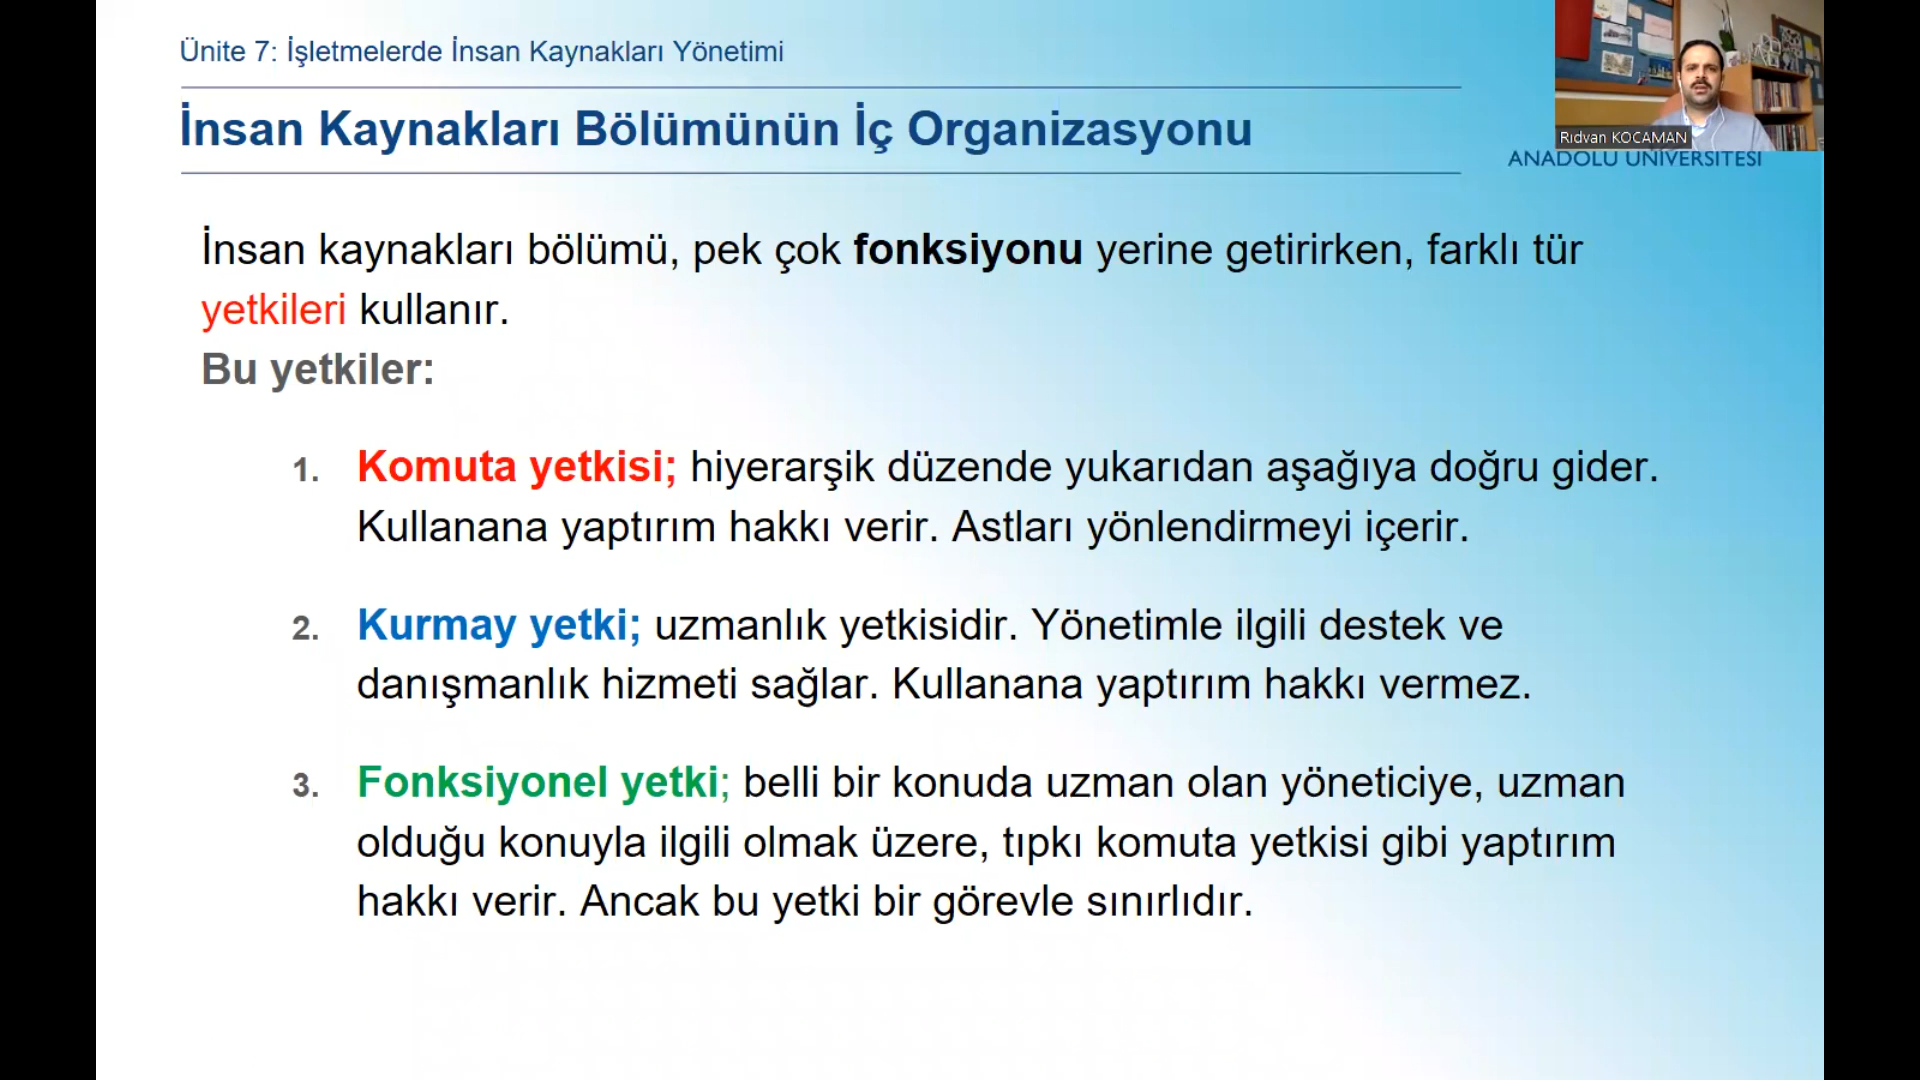 Ünite 7: İşletmelerde İnsan Kaynakları Yönetimi
İnsan Kaynakları Bölümünün İç Organizasyonu
Rıdvan KOCAMAN
ANADOLU ÜNİVERSİTESİ
İnsan kaynakları bölümü, pek çok fonksiyonu yerine getirirken, farklı tür
yetkileri kullanır.
Bu yetkiler:
1. Komuta yetkisi; hiyerarşik düzende yukarıdan aşağıya doğru gider.
Kullanana yaptırım hakkı verir. Astları yönlendirmeyi içerir.
2. Kurmay yetki; uzmanlık yetkisidir. Yönetimle ilgili destek ve
danışmanlık hizmeti sağlar. Kullanana yaptırım hakkı vermez.
3. Fonksiyonel yetki; belli bir konuda uzman olan yöneticiye, uzman
olduğu konuyla ilgili olmak üzere, tıpkı komuta yetkisi gibi yaptırım
hakkı verir. Ancak bu yetki bir görevle sınırlıdır.